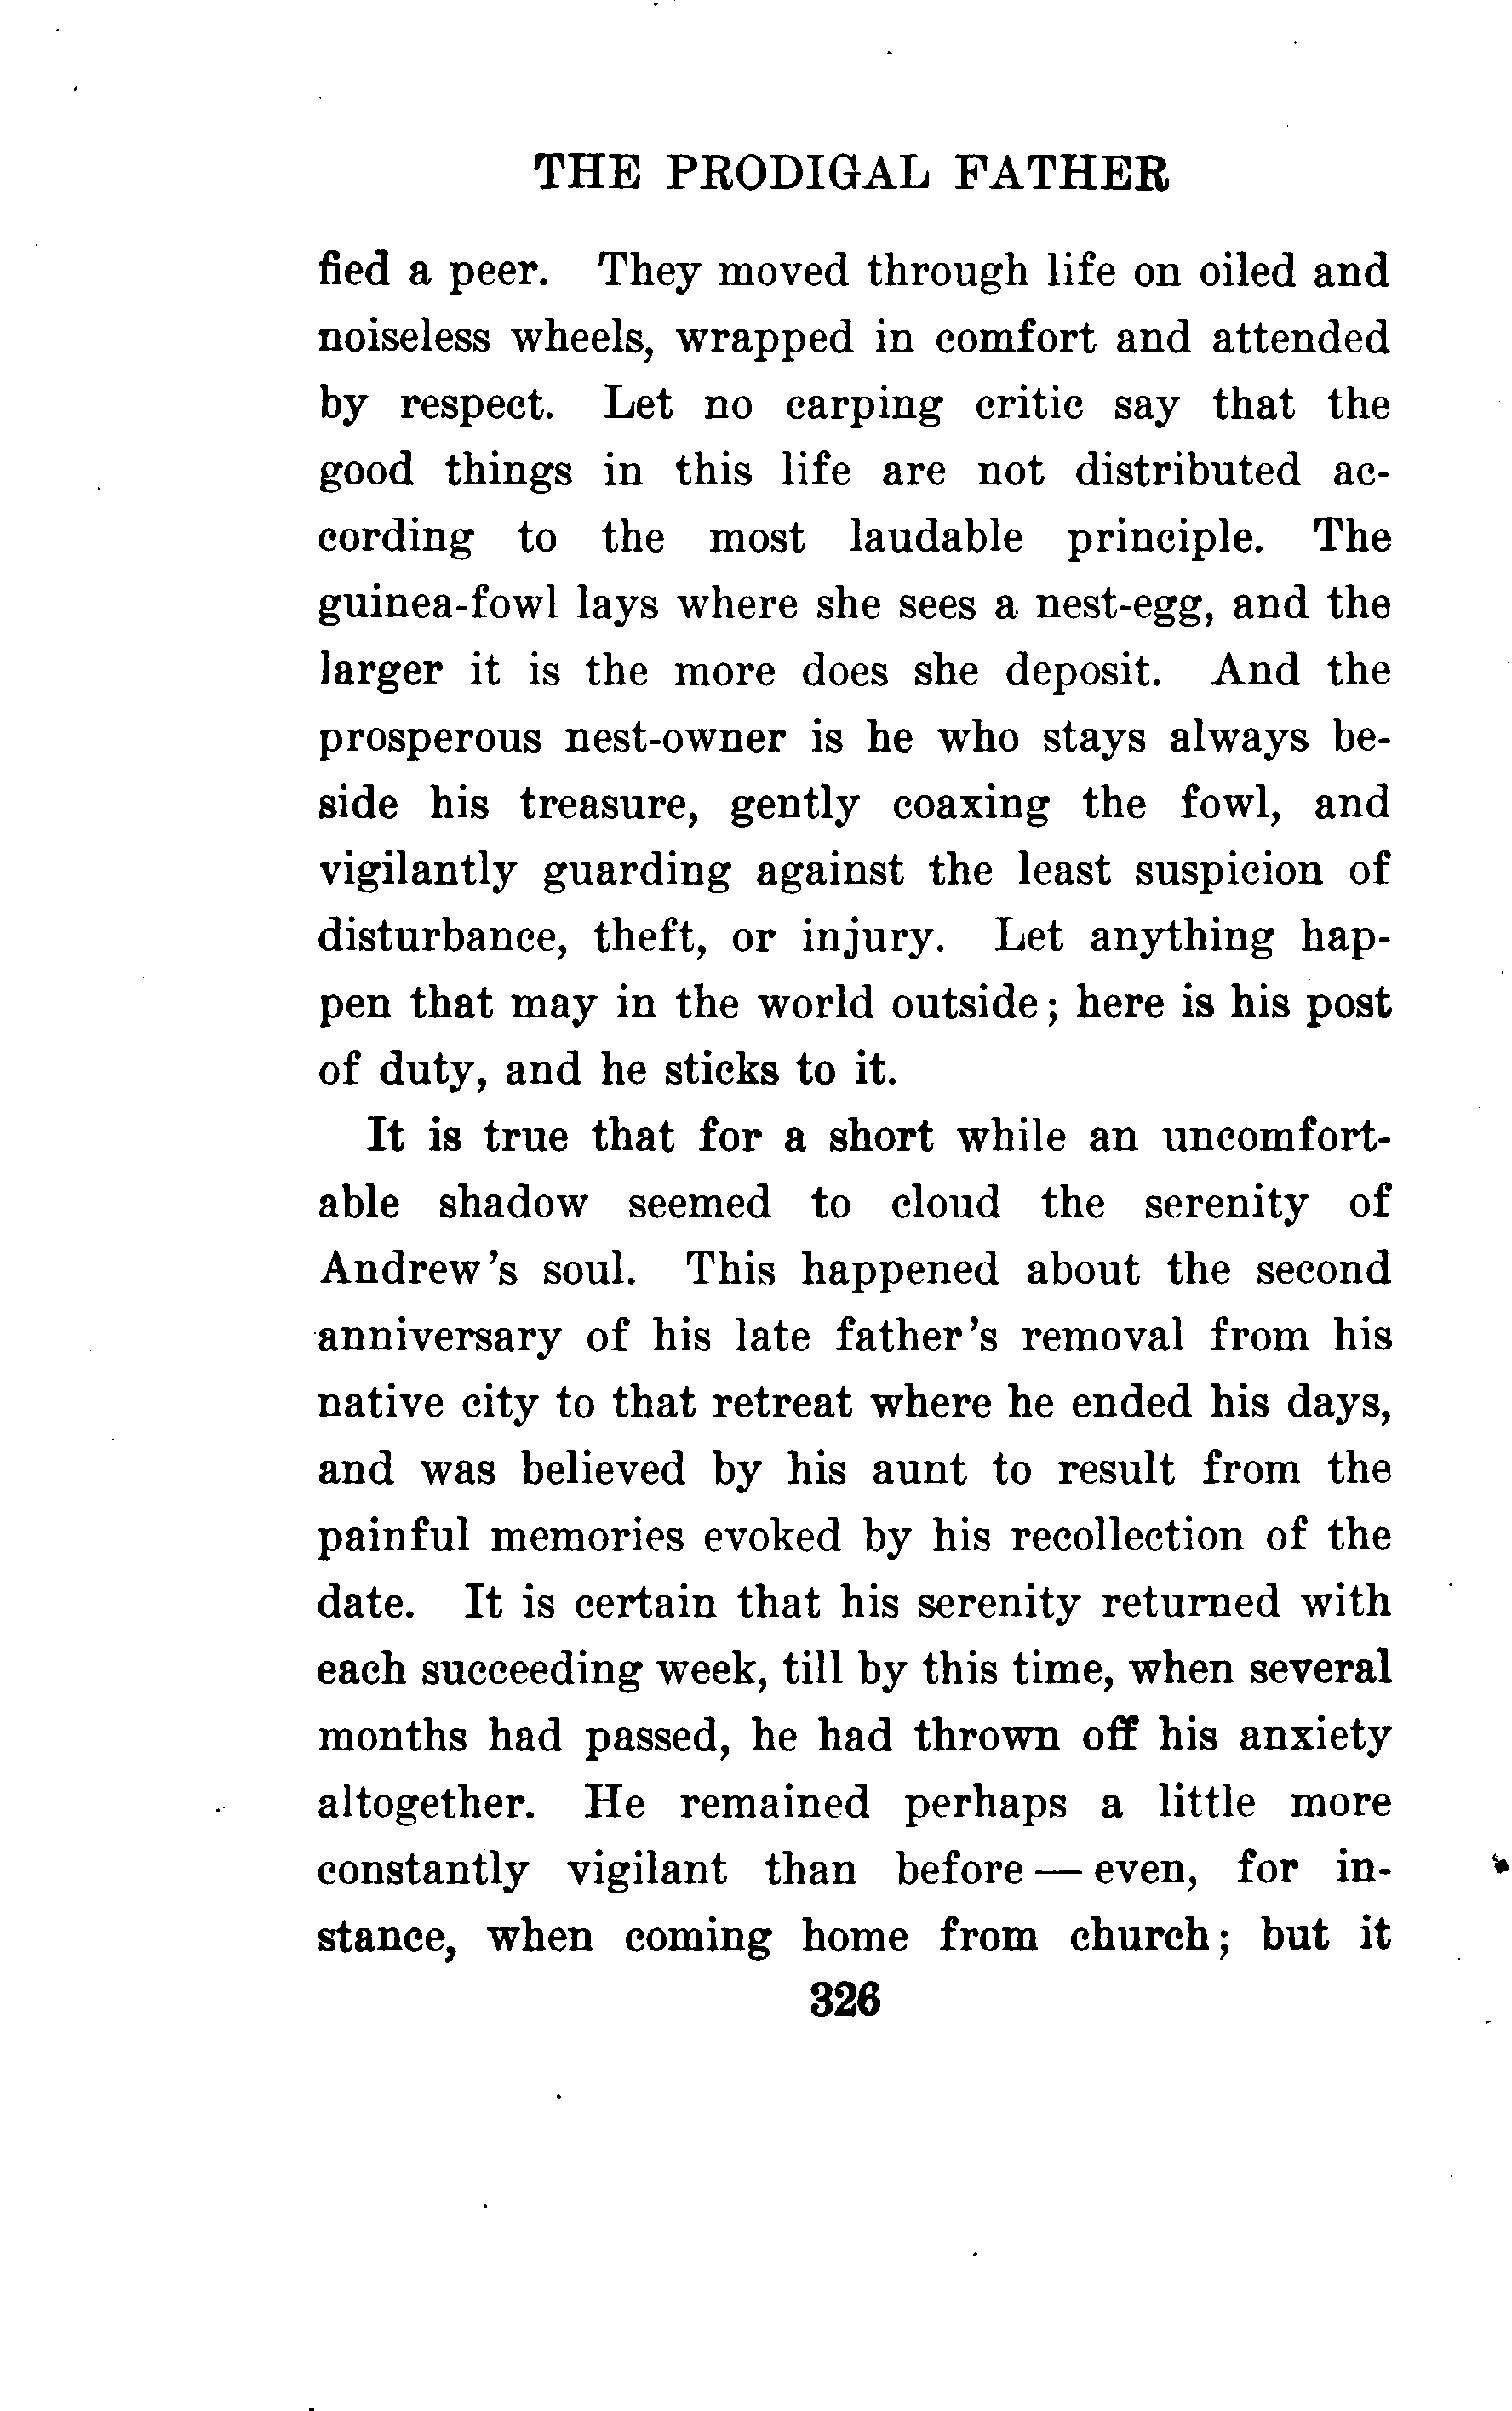 THE PRODIGAL FATHER
fied a peer. They moved through life on oiled and
noiseless wheels, wrapped in comfort and attended
by respect. Let no carping critic say that the
good things in this life are not distributed ac-
cording to the most laudable principle. The
guinea-fowl lays where she sees a nest-egg, and the
larger it is the more does she deposit. And the
prosperous nest-owner is he who stays always be-
side his treasure, gently coaxing the fowl, and
vigilantly guarding against the least suspicion of
disturbance, theft, or injury. Let anything hap-
pen that may in the world outside; here is his post
of duty, and he sticks to it.
It is true that for a short while an uncomfort-
able shadow seemed to cloud the serenity of
Andrew's soul. This happened about the second
anniversary of his late father's removal from his
native city to that retreat where he ended his days,
and was believed by his aunt to result from the
painful memories evoked by his recollection of the
date. It is certain that his serenity returned with
each succeeding week, till by this time, when several
months had passed, he had thrown off his anxiety
altogether. He remained perhaps a little more
constantly vigilant than before — even, for in-
stance, when coming home from church; but it
326